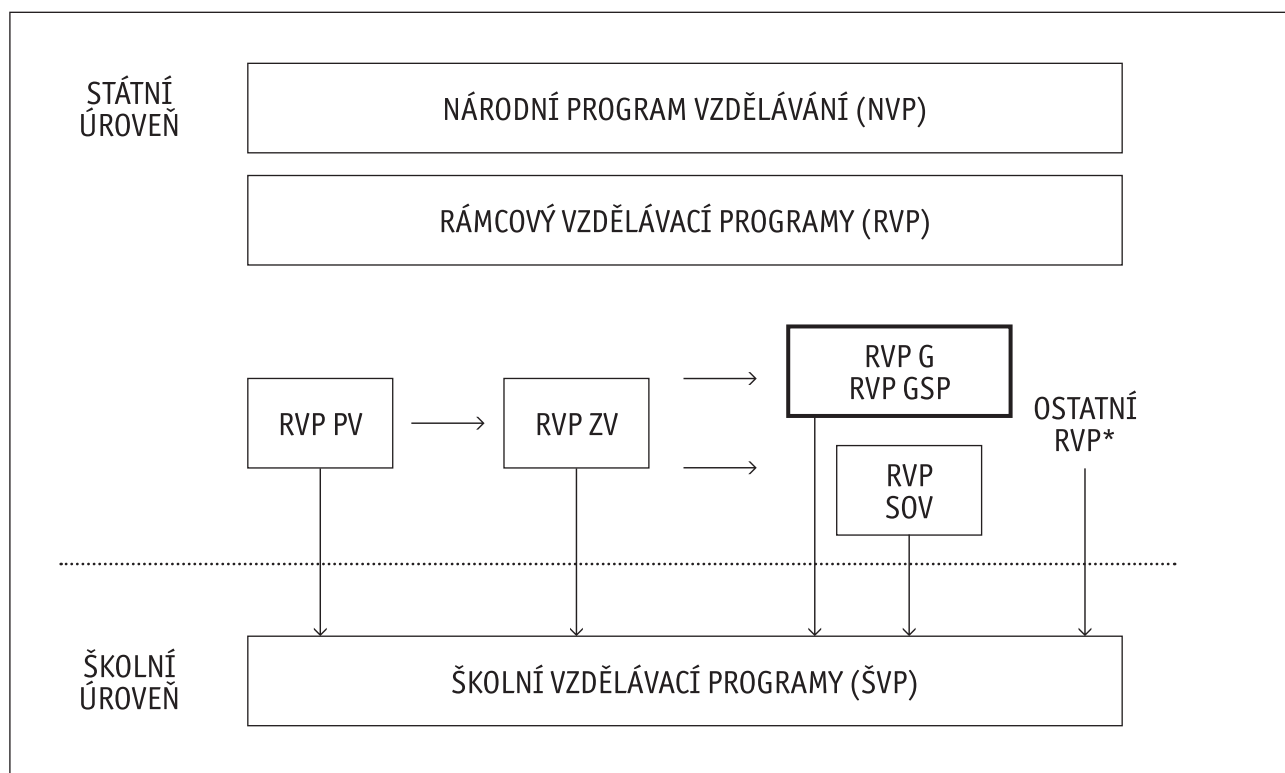 STÁTNÍ
ÚROVEŇ
NÁRODNÍ PROGRAM VZDĚLÁVÁNÍ (NVP)
RÁMCOVÝ VZDĚLÁVACÍ PROGRAMY (RVP)
RVP PV
RVP ZV
RVP G
RVP GSP
RVP
SOV
OSTATNÍ
RVP*
ŠKOLNÍ
ÚROVEŇ
ŠKOLNÍ VZDĚLÁVACÍ PROGRAMY (ŠVP)